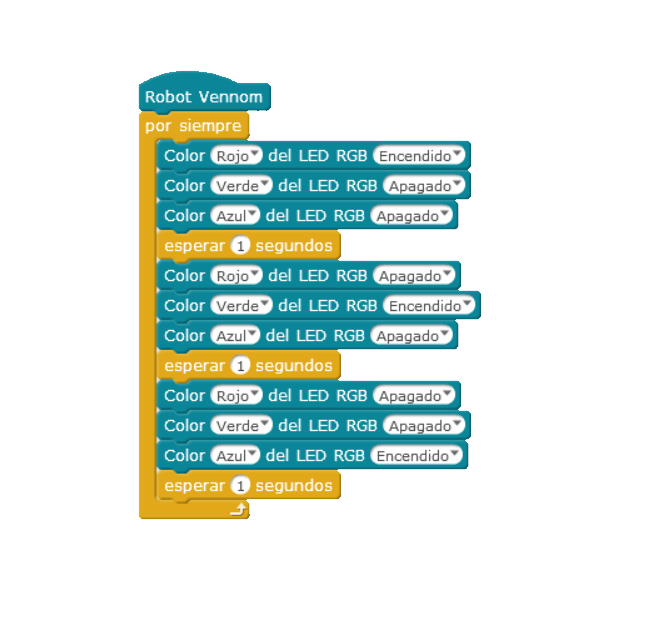 Robot Vennom
por siempre
Color Rojo del LED RGB Encendido
Color Verde del LED RGB Apagado
Color Azul del LED RGB Apagado
esperar 1 segundos
Color Rojo del LED RGB Apagado
Color Verde del LED RGB Encendido
Color Azul del LED RGB Apagado
esperar 1 segundos
Color Rojo del LED RGB Apagado
Color Verde del LED RGB Apagado
Color Azul del LED RGB Encendido
esperar 1 segundos